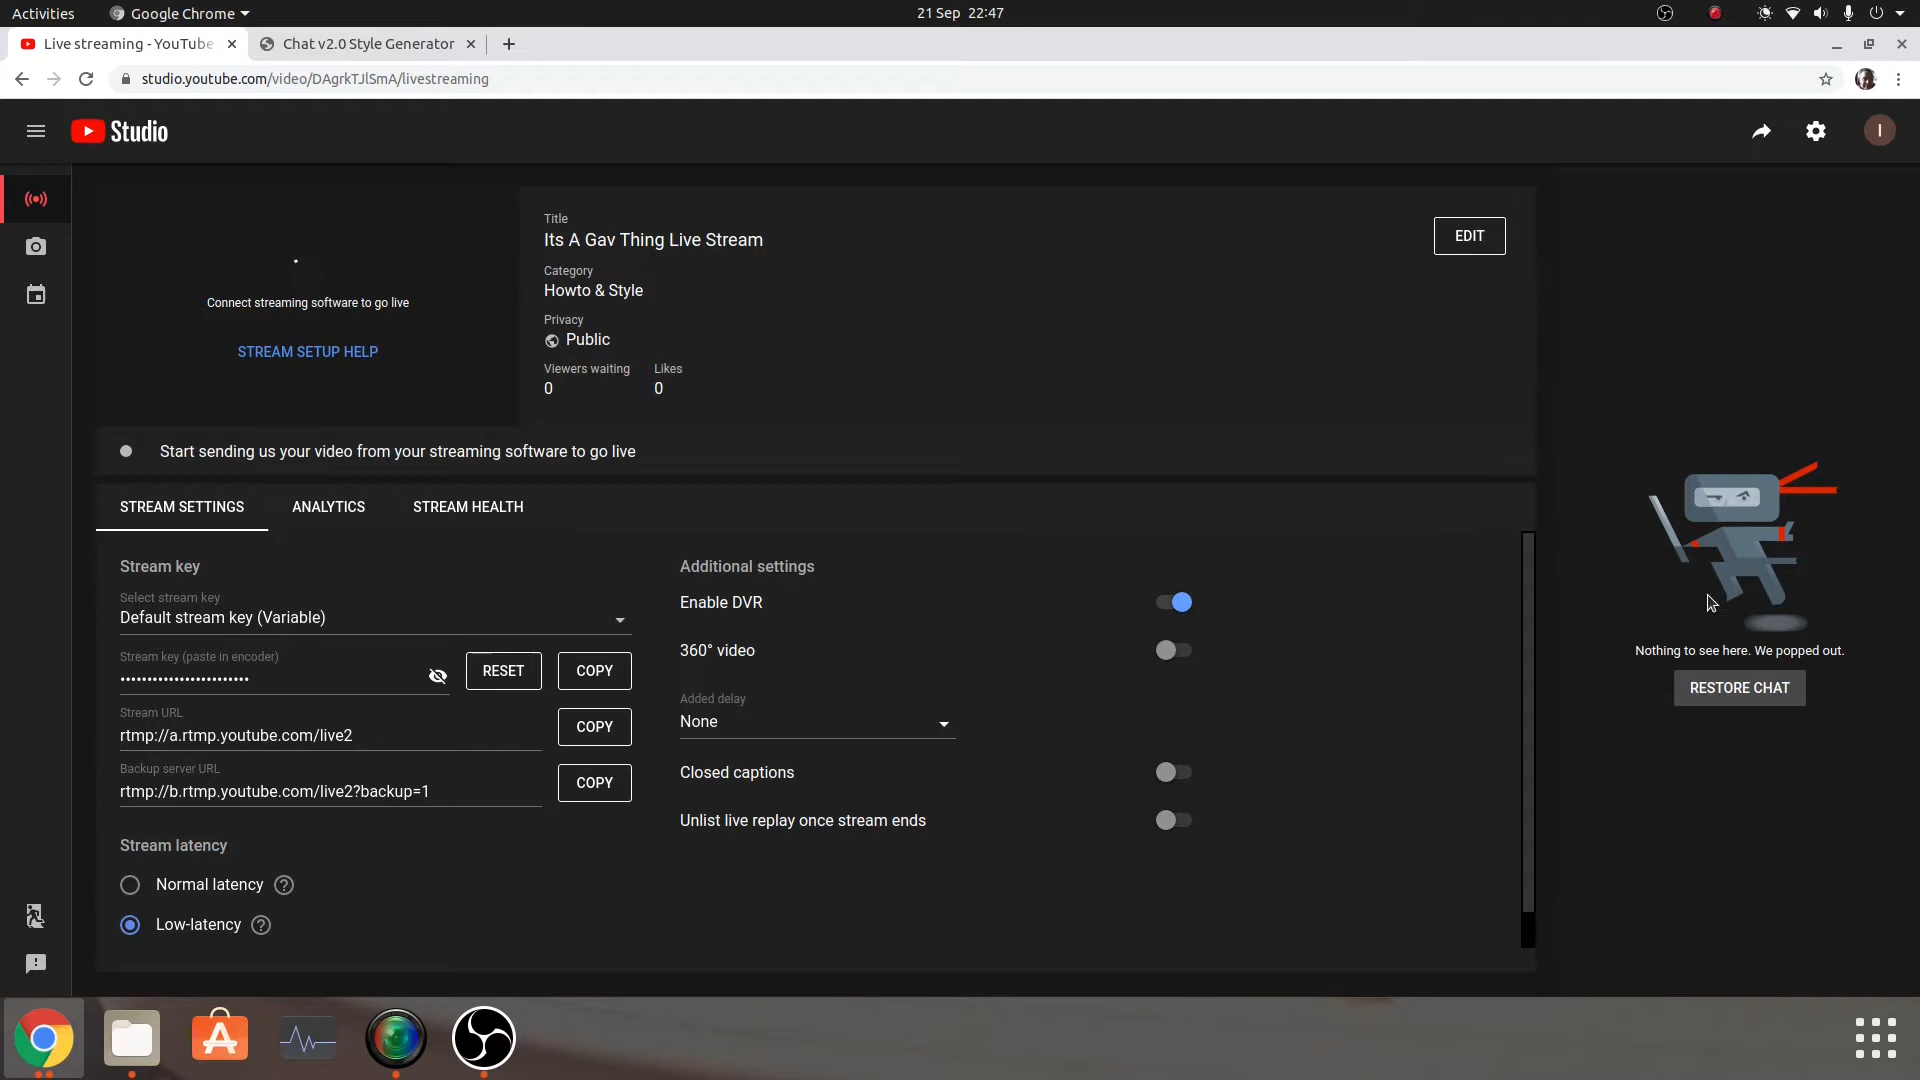 Activities
Google Chrome
21 Sep 22:47
Live streaming - YouTube
Chat v2.0 Style Generator
studio.youtube.com/video/DAgrkTJlSmA/livestreaming
Studio
I
Title
Its A Gav Thing Live Stream
EDIT
Category
Howto & Style
Connect streaming software to go live
Privacy
Public
STREAM SETUP HELP
Viewers waiting
Likes
0
0
Start sending us your video from your streaming software to go live
STREAM SETTINGS
ANALYTICS
STREAM HEALTH
Stream key
Select stream key
Default stream key (Variable)
Stream key (paste in encoder)
••••••••••••••••••••••••
RESET
COPY
Stream URL
rtmp://a.rtmp.youtube.com/live2
COPY
Backup server URL
rtmp://b.rtmp.youtube.com/live2?backup=1
COPY
Stream latency
Normal latency
Low-latency
Additional settings
Enable DVR
360° video
Added delay
None
Closed captions
Unlist live replay once stream ends
Nothing to see here. We popped out.
RESTORE CHAT